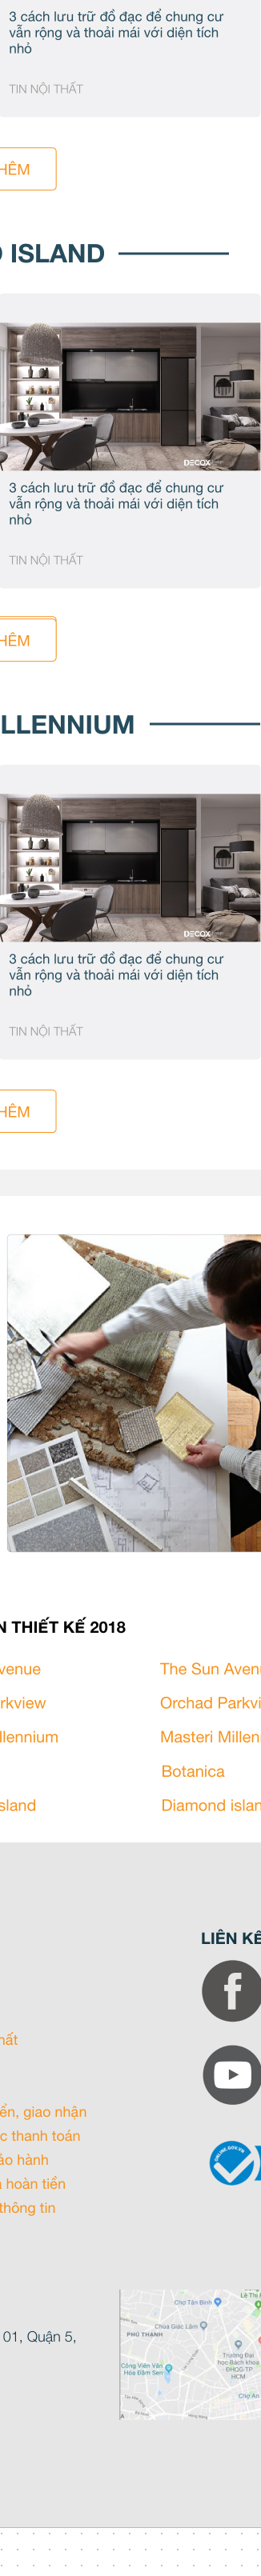 3 cách lưu trữ đồ đạc để chung cư
vẫn rộng và thoải mái với diện tích
nhỏ
TIN NỘI THẤT
HÊM
ISLAND
DECOX
3 cách lưu trữ đồ đạc để chung cư
vẫn rộng và thoải mái với diện tích
nhỏ
TIN NỘI THẤT
HÊM
LLENNIUM
DECOX
3 cách lưu trữ đồ đạc để chung cư
vẫn rộng và thoải mái với diện tích
nhỏ
TIN NỘI THẤT
HÊM
N THIẾT KẾ 2018
venue
The Sun Aven
rkview
Orchad Parkvi
llennium
Masteri Millen
Botanica
sland
Diamond islan
LIÊN KẾ
hất
ển, giao nhận
c thanh toán
ảo hành
hoàn tiền
thông tin
01, Quận 5,
Chợ Tân Bình
Chùa Giác Lâm
PHÚ THẠNH
Công Viên Văn
Hóa Đầm Sen
Trường Đại
học Bách khoa
ĐHQG TP.
HCM
Chợ An